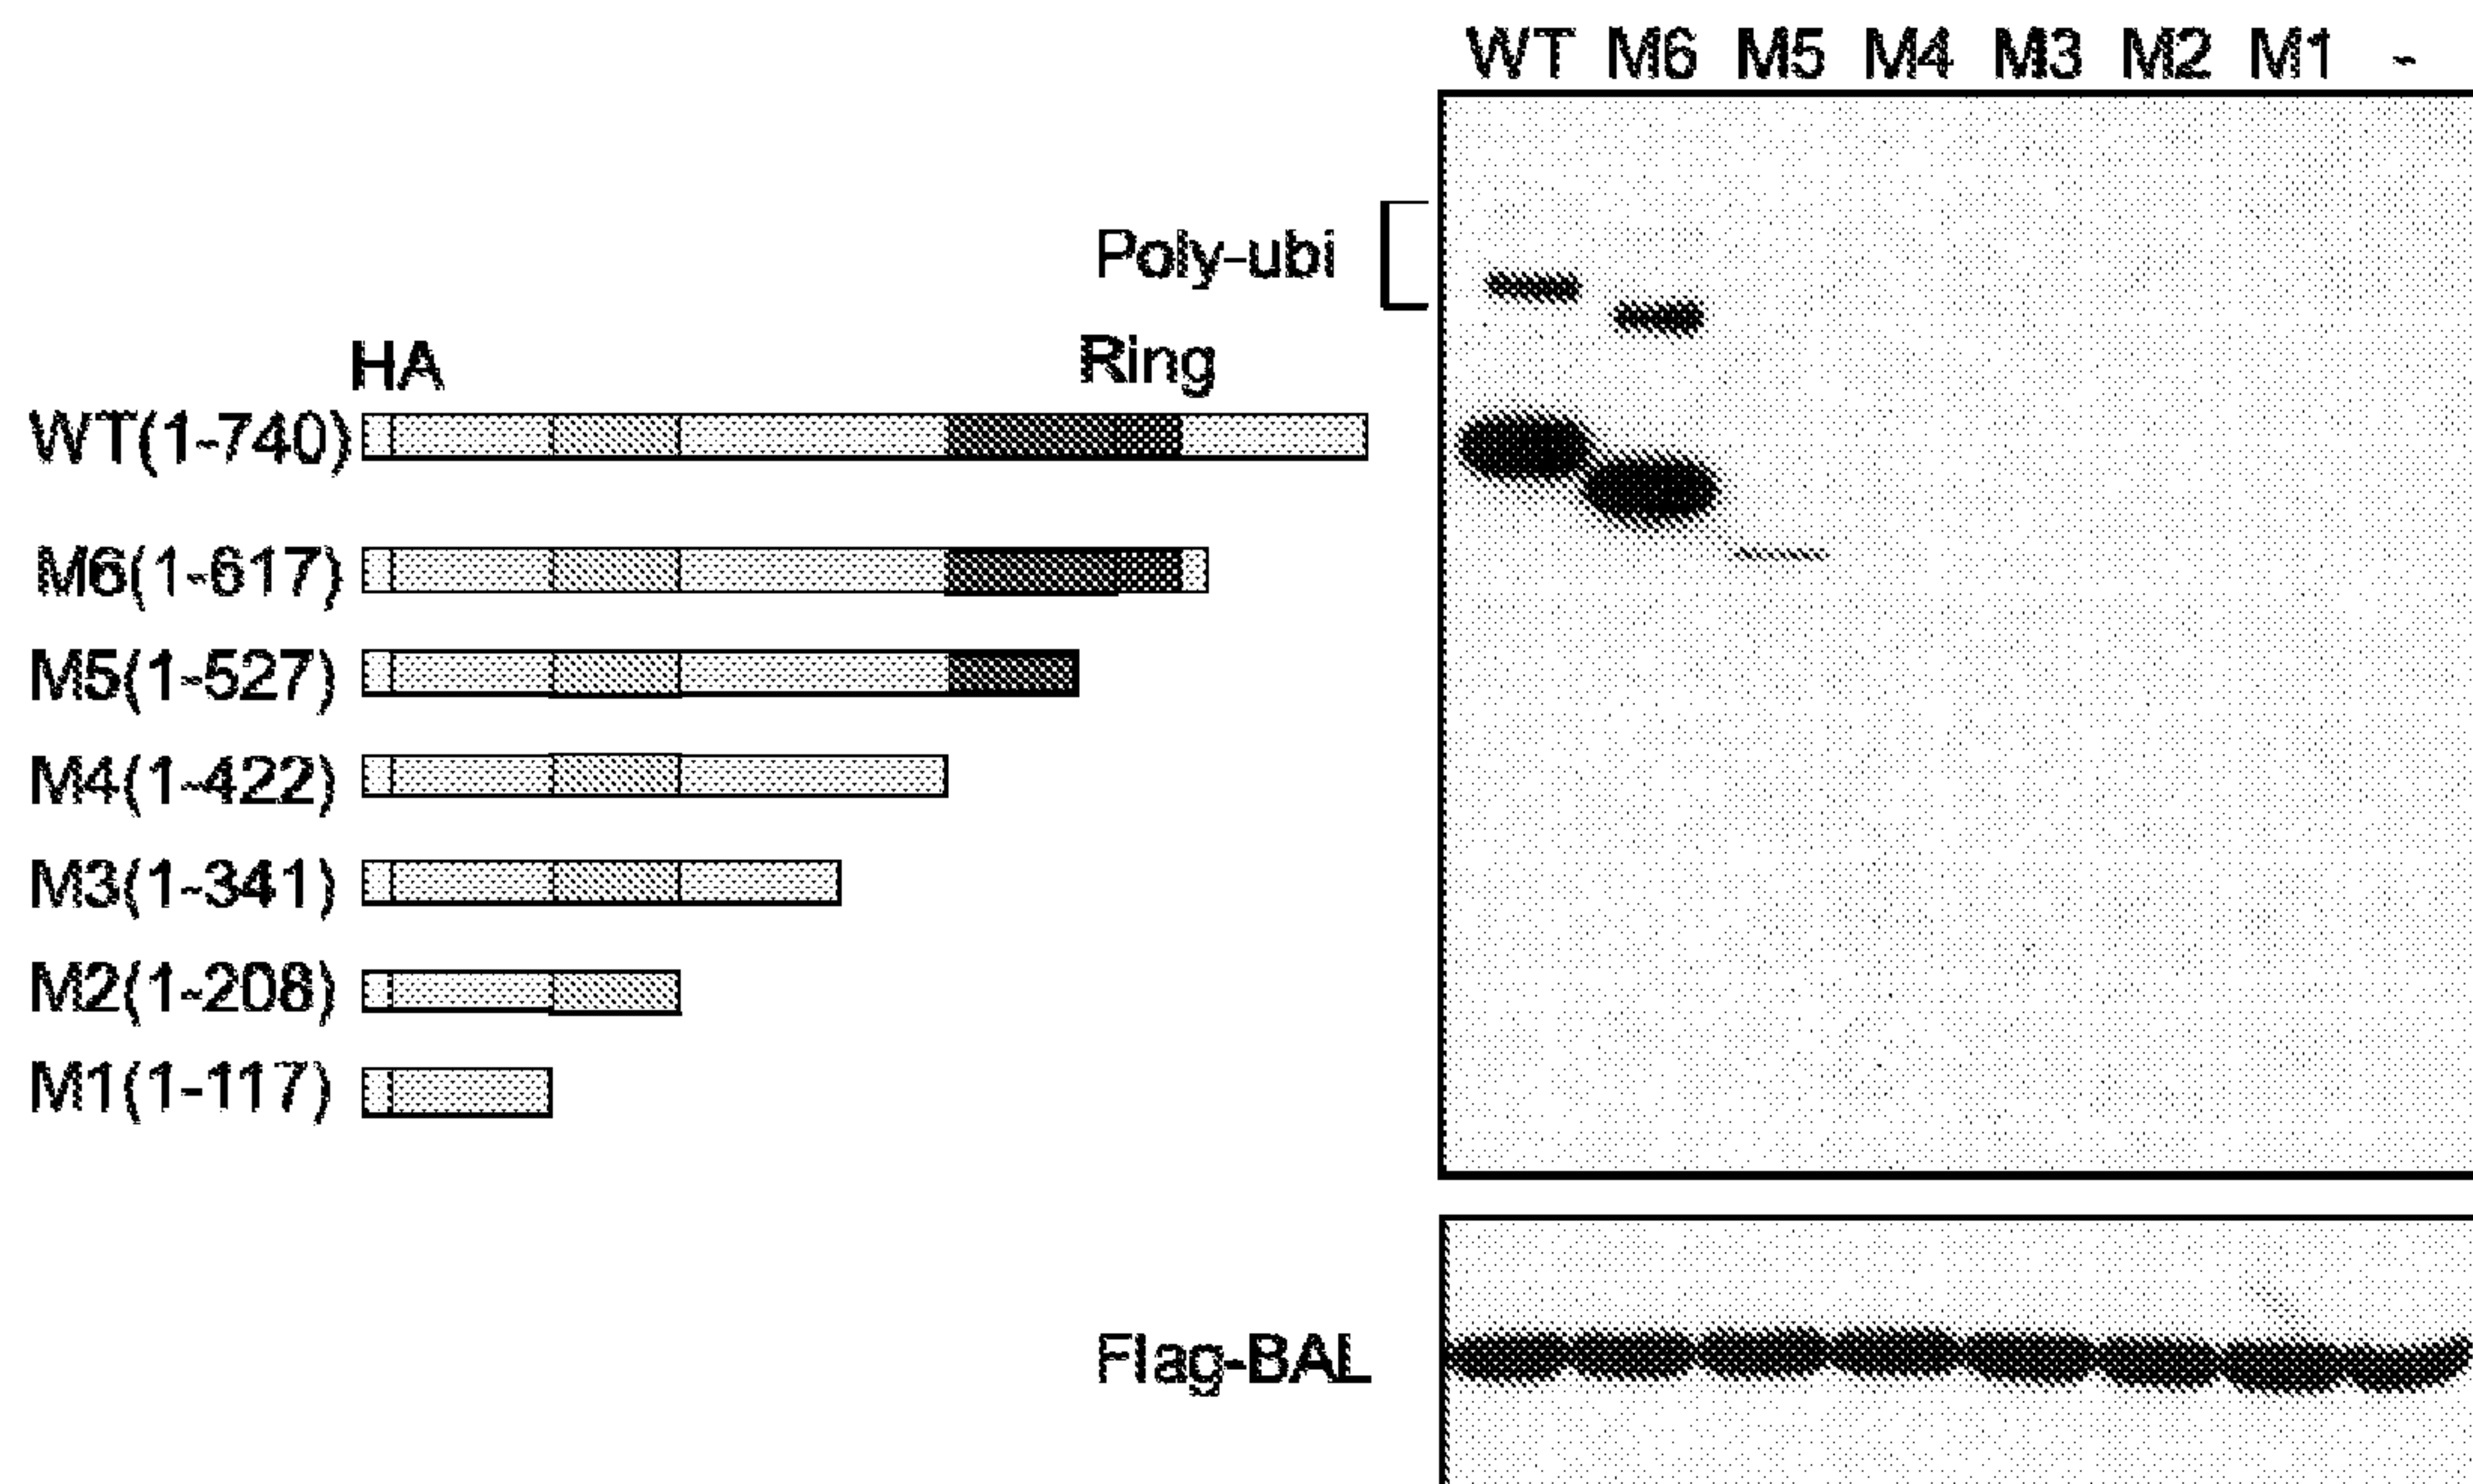 WT M6 M5 M4 M3 M2 M1 -
Poly-ubi
HA
Ring
WT(1-740)
M6(1-617)
M5(1-527)
M4(1-422)
M3(1-341)
M2(1-208)
M1(1-117)
Flag-BAL